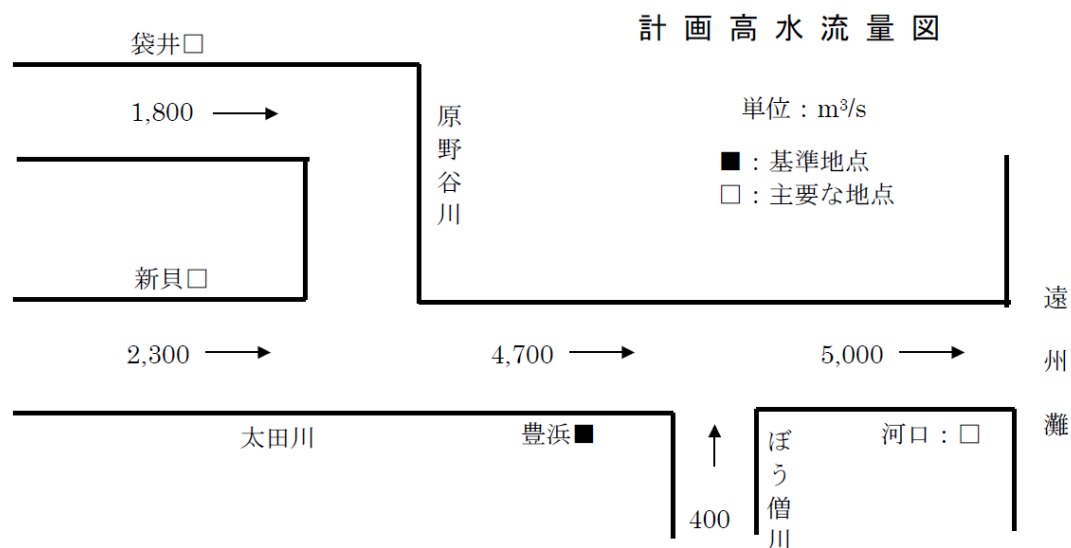 計画高水流量図
袋井□
1,800
原野谷川
単位：m³/s
■：基準地点
□：主要な地点
新貝□
2,300
4,700
5,000
遠州灘
太田川
豊浜■
河口：□
ぼう僧川
400